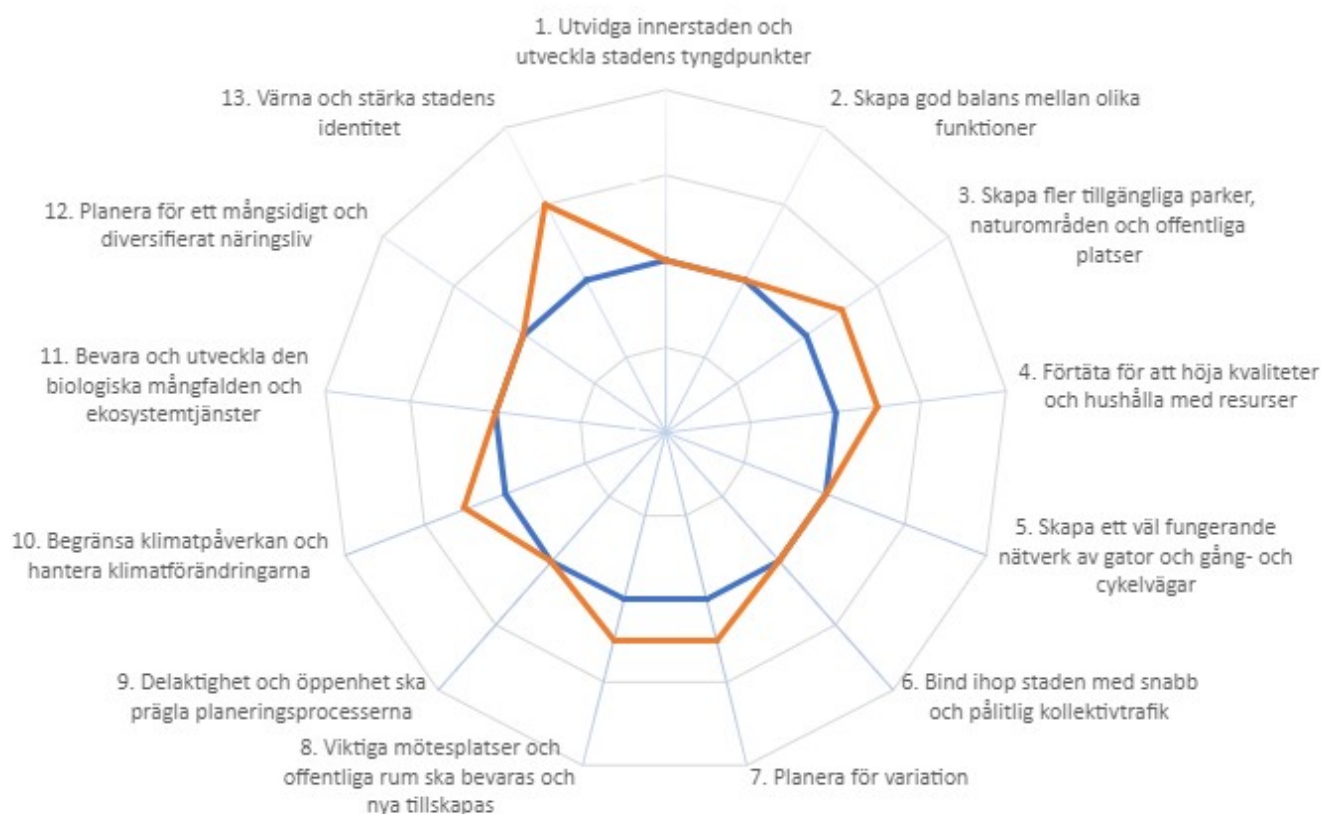 1. Utvidga innerstaden och
utveckla stadens tyngdpunkter
2. Skapa god balans mellan olika
funktioner
3. Skapa fler tillgängliga parker,
naturområden och offentliga
platser
4. Förtäta för att höja kvaliteter
och hushålla med resurser
5. Skapa ett väl fungerande
nätverk av gator och gång- och
cykelvägar
6. Bind ihop staden med snabb
och pålitlig kollektivtrafik
7. Planera för variation
8. Viktiga mötesplatser och
offentliga rum ska bevaras och
nya tillskapas
9. Delaktighet och öppenhet ska
prägla planeringsprocesserna
10. Begränsa klimatpåverkan och
hantera klimatförändringarna
11. Bevara och utveckla den
biologiska mångfalden och
ekosystemtjänster
12. Planera för ett mångsidigt och
diversifierat näringsliv
13. Värna och stärka stadens
identitet